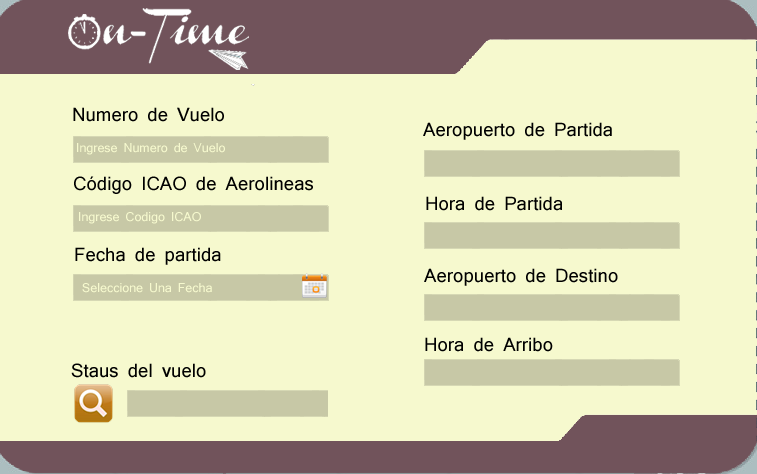 On-Time
Numero de Vuelo
Ingrese Numero de Vuelo
Código ICAO de Aerolineas
Ingrese Codigo ICAO
Fecha de partida
Seleccione Una Fecha
Staus del vuelo
Aeropuerto de Partida
Hora de Partida
Aeropuerto de Destino
Hora de Arribo